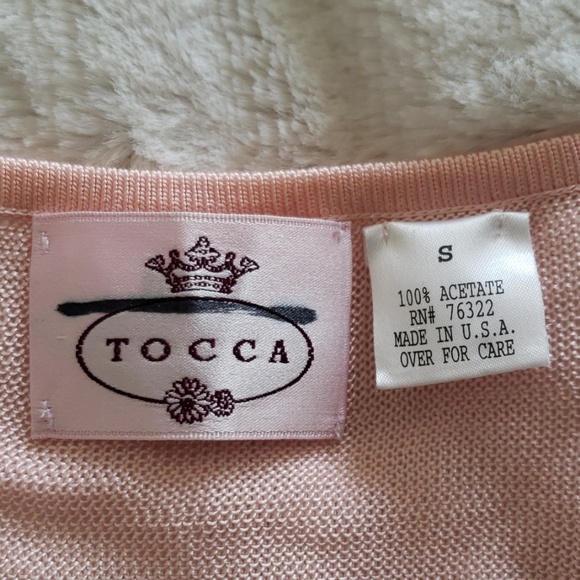 TOCCA
S
100% ACETATE
RN# 76322
MADE IN U.S.A.
OVER FOR CARE